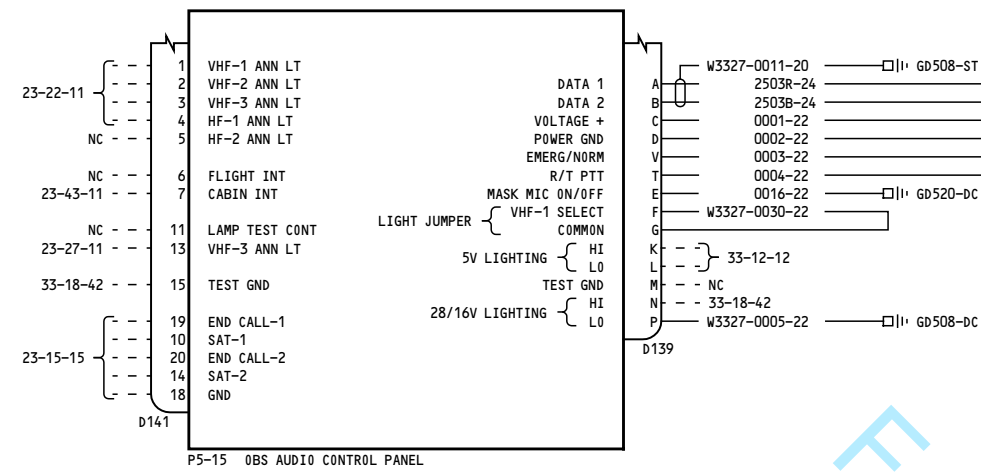 1 VHF-1 ANN LT
2 VHF-2 ANN LT
3 VHF-3 ANN LT
4 HF-1 ANN LT
23-22-11
NC 5 HF-2 ANN LT
NC 6 FLIGHT INT
23-43-11 7 CABIN INT
NC 11 LAMP TEST CONT
23-27-11 13 VHF-3 ANN LT
33-18-42 15 TEST GND
19 END CALL-1
10 SAT-1
20 END CALL-2
14 SAT-2
18 GND
23-15-15
D141
W3327-0011-20 GD508-ST
DATA 1 A 2503R-24
DATA 2 B 2503B-24
VOLTAGE + C 0001-22
POWER GND D 0002-22
EMERG/NORM V 0003-22
R/T PTT T 0004-22
MASK MIC ON/OFF E 0016-22 GD520-DC
LIGHT JUMPER
VHF-1 SELECT F W3327-0030-22
COMMON G
5V LIGHTING
HI K
LO L
33-12-12
TEST GND M NC
28/16V LIGHTING
HI N 33-18-42
LO P W3327-0005-22 GD508-DC
D139
P5-15 OBS AUDIO CONTROL PANEL